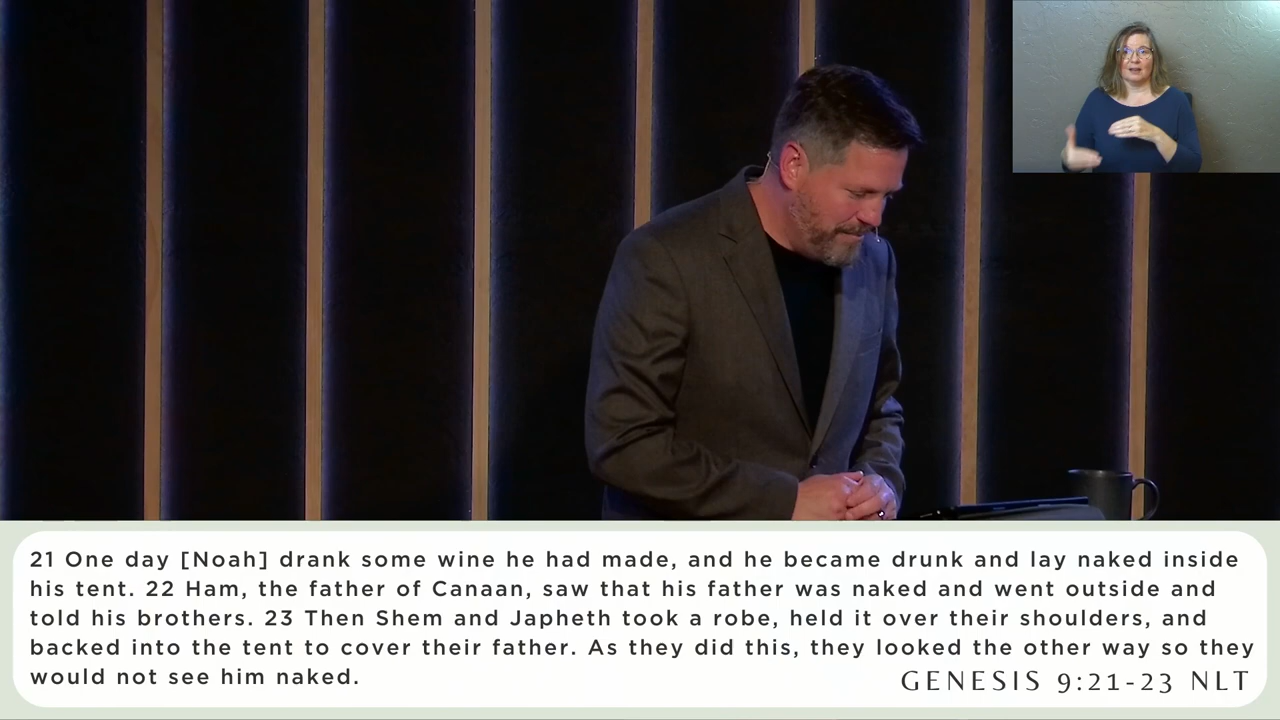 21 One day [Noah] drank some wine he had made, and he became drunk and lay naked inside
his tent. 22 Ham, the father of Canaan, saw that his father was naked and went outside and
told his brothers. 23 Then Shem and Japheth took a robe, held it over their shoulders, and
backed into the tent to cover their father. As they did this, they looked the other way so they
would not see him naked.
GENESIS 9:21-23 NLT